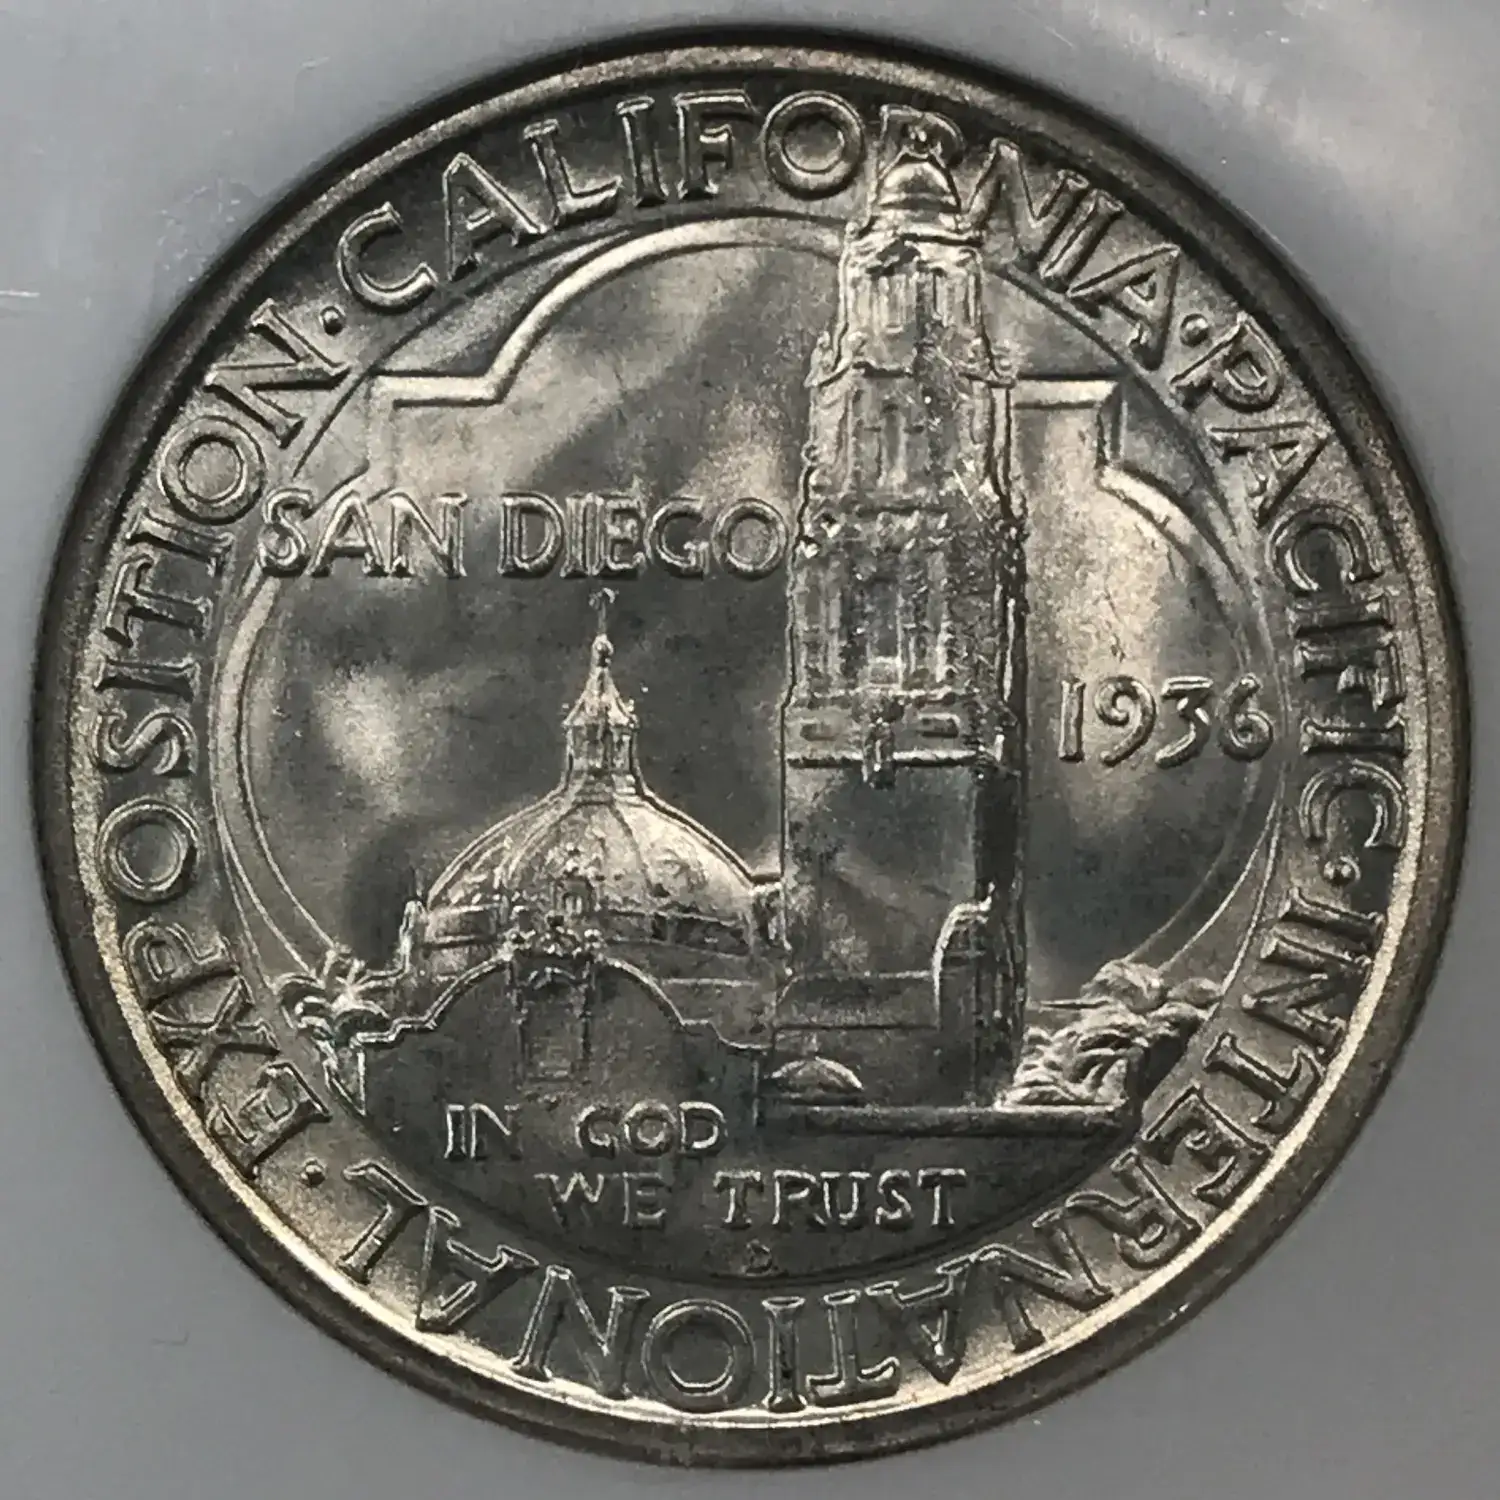 CALIFORNIA · PACIFIC · INTERNATIONAL · EXPOSITION ·
SAN DIEGO
1936
IN GOD
WE TRUST
D